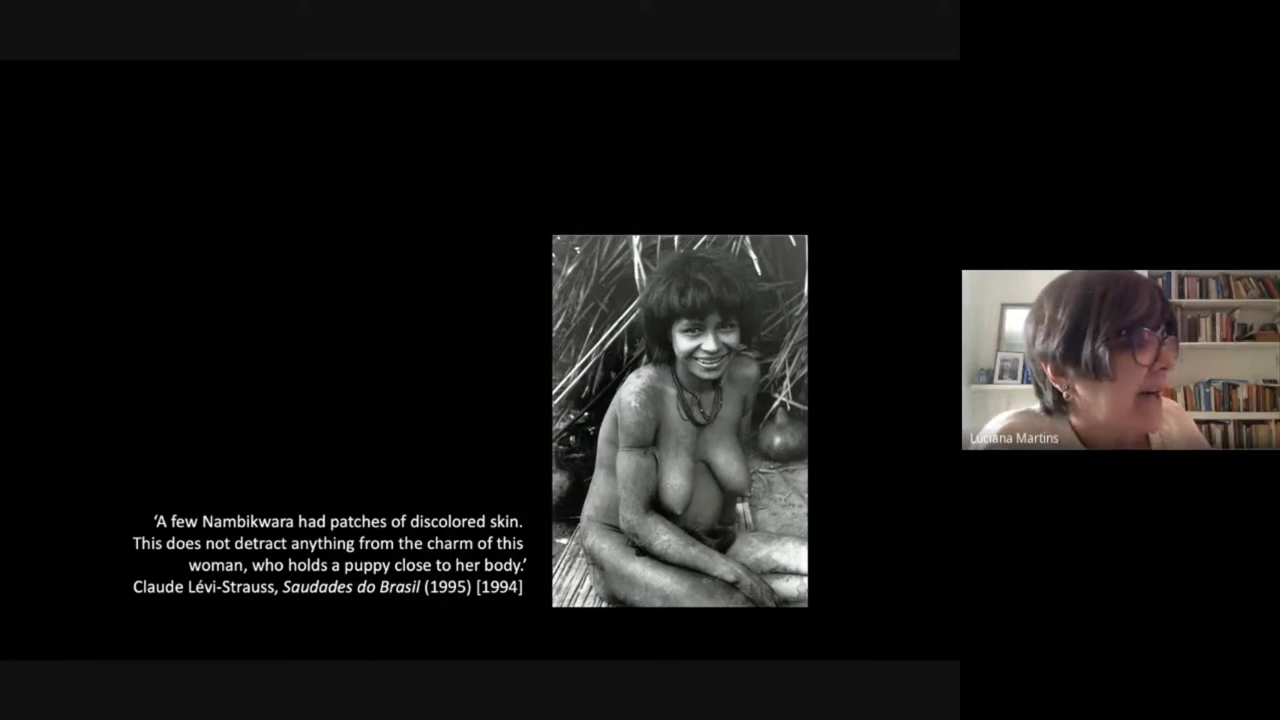 ‘A few Nambikwara had patches of discolored skin.
This does not detract anything from the charm of this
woman, who holds a puppy close to her body.’
Claude Lévi-Strauss, Saudades do Brasil (1995) [1994]
Luciana Martins